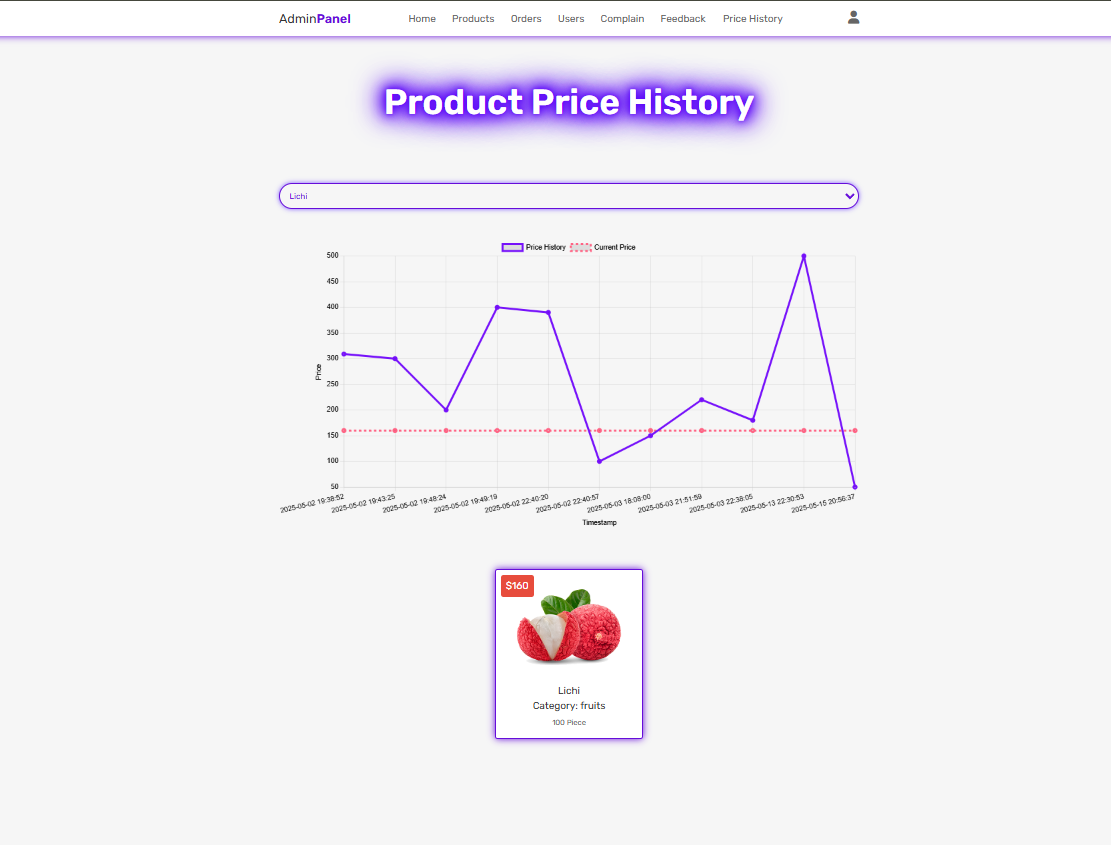 AdminPanel Home Products Orders Users Complain Feedback Price History
Product Price History
Lichi
Price History Current Price
500
450
400
350
300
250
200
150
100
50
Price
2025-05-02 19:38:52
2025-05-02 19:43:25
2025-05-02 19:48:24
2025-05-02 19:49:19
2025-05-02 22:40:20
2025-05-02 22:40:57
2025-05-03 18:08:00
2025-05-03 21:51:59
2025-05-03 22:38:05
2025-05-13 22:30:53
2025-05-15 20:56:37
Timestamp
$160
Lichi
Category: fruits
100 Piece